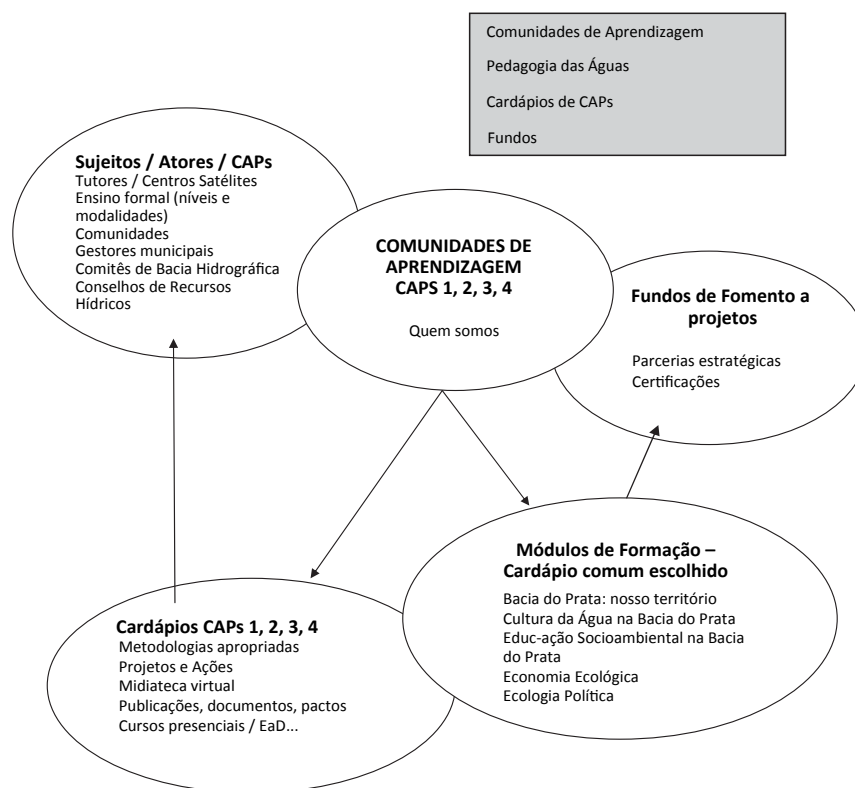 Comunidades de Aprendizagem
Pedagogia das Águas
Cardápios de CAPs
Fundos
Sujeitos / Atores / CAPs
Tutores / Centros Satélites
Ensino formal (níveis e
modalidades)
Comunidades
Gestores municipais
Comitês de Bacia Hidrográfica
Conselhos de Recursos
Hídricos
COMUNIDADES DE
APRENDIZAGEM
CAPS 1, 2, 3, 4
Quem somos
Fundos de Fomento a
projetos
Parcerias estratégicas
Certificações
Cardápios CAPs 1, 2, 3, 4
Metodologias apropriadas
Projetos e Ações
Midiateca virtual
Publicações, documentos, pactos
Cursos presenciais / EaD...
Módulos de Formação –
Cardápio comum escolhido
Bacia do Prata: nosso território
Cultura da Água na Bacia do Prata
Educ-ação Socioambiental na Bacia
do Prata
Economia Ecológica
Ecologia Política